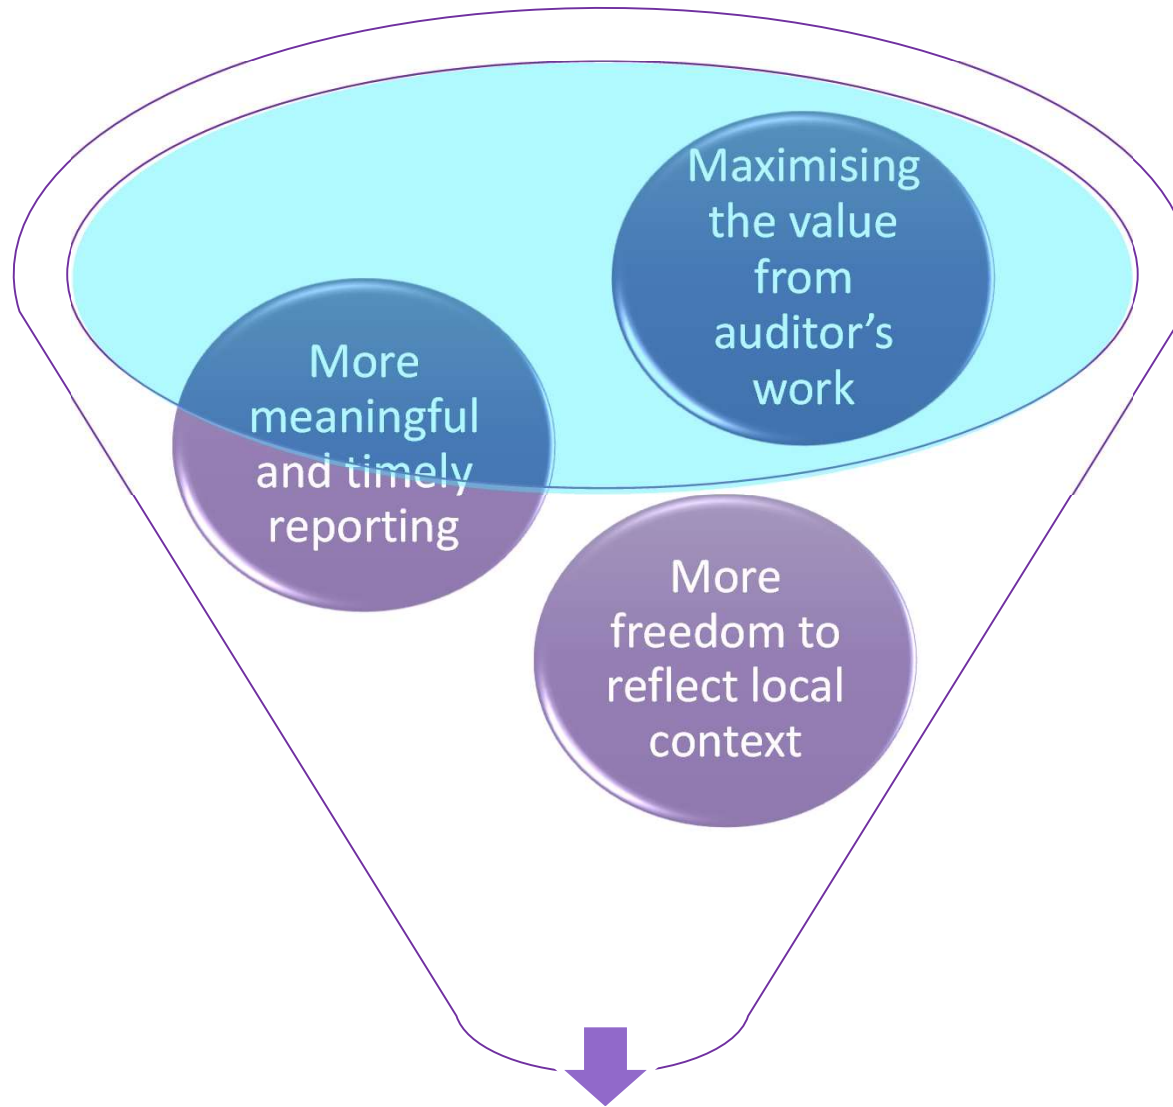 Maximising
the value
from
auditor’s
work
More
meaningful
and timely
reporting
More
freedom to
reflect local
context